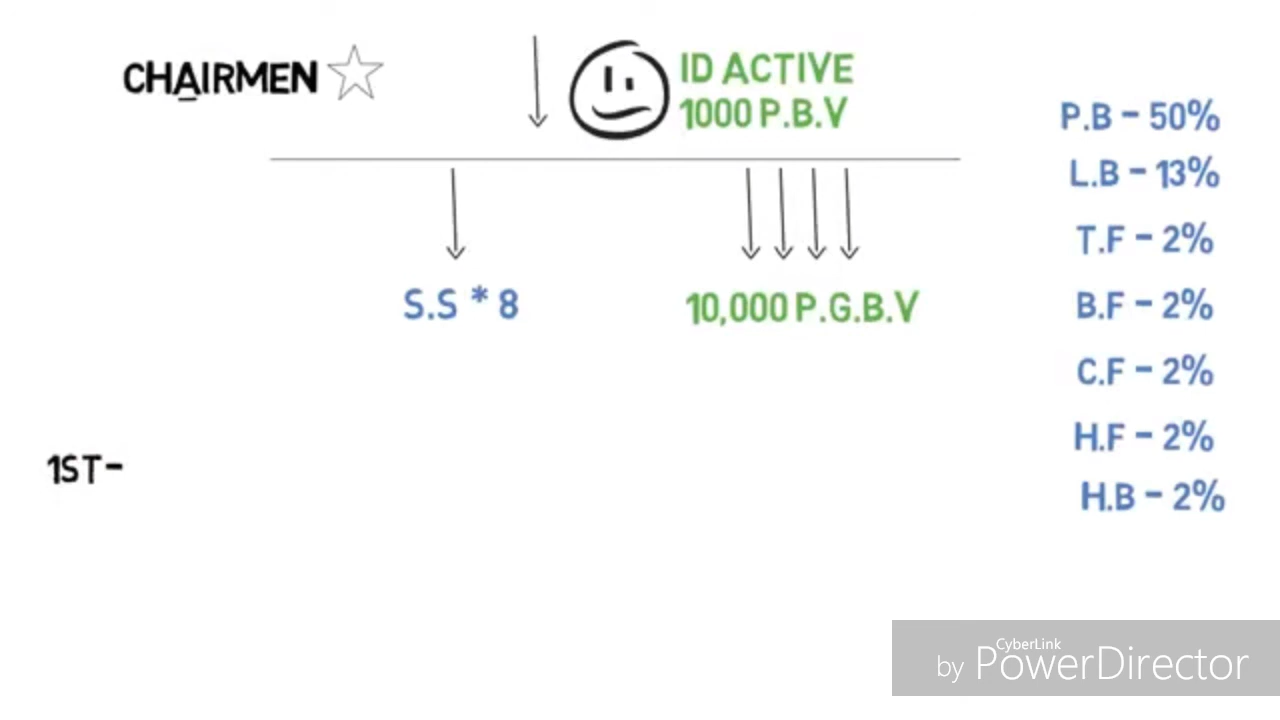 CHAIRMEN
ID ACTIVE
1000 P.B.V
S.S * 8
10,000 P.G.B.V
P.B - 50%
L.B - 13%
T.F - 2%
B.F - 2%
C.F - 2%
H.F - 2%
H.B - 2%
1ST-
CyberLink
by PowerDirector